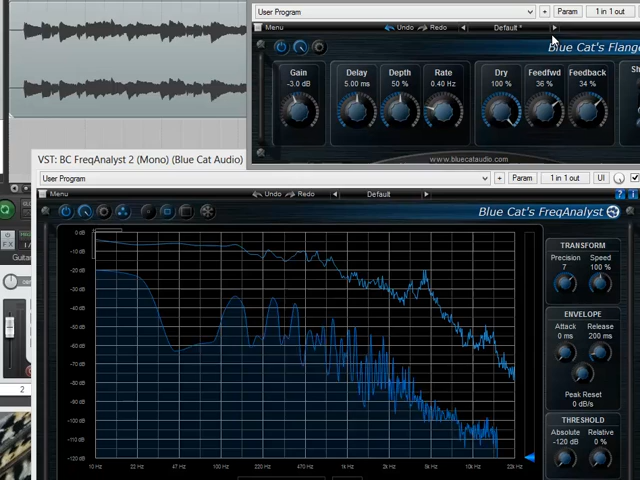 User Program
+
Param
1 in 1 out
Menu
Undo
Redo
Default *
Blue Cat's Flang
Gain
-3.0 dB
Delay
5.00 ms
Depth
50 %
Rate
0.40 Hz
Dry
100 %
Feedfwd
36 %
Feedback
34 %
www.bluecataudio.com
VST: BC FreqAnalyst 2 (Mono) (Blue Cat Audio)
User Program
+
Param
1 in 1 out
UI
Menu
Undo
Redo
Default
Blue Cat's FreqAnalyst
FX
2
0 dB
-10 dB
-20 dB
-30 dB
-40 dB
-50 dB
-60 dB
-70 dB
-80 dB
-90 dB
-100 dB
-110 dB
-120 dB
10 Hz
22 Hz
47 Hz
100 Hz
220 Hz
470 Hz
1k Hz
2k Hz
5k Hz
10k Hz
22k Hz
TRANSFORM
Precision
7
Speed
100 %
ENVELOPE
Attack
0 ms
Release
200 ms
Peak Reset
0 dB/s
THRESHOLD
Absolute
-120 dB
Relative
0 %